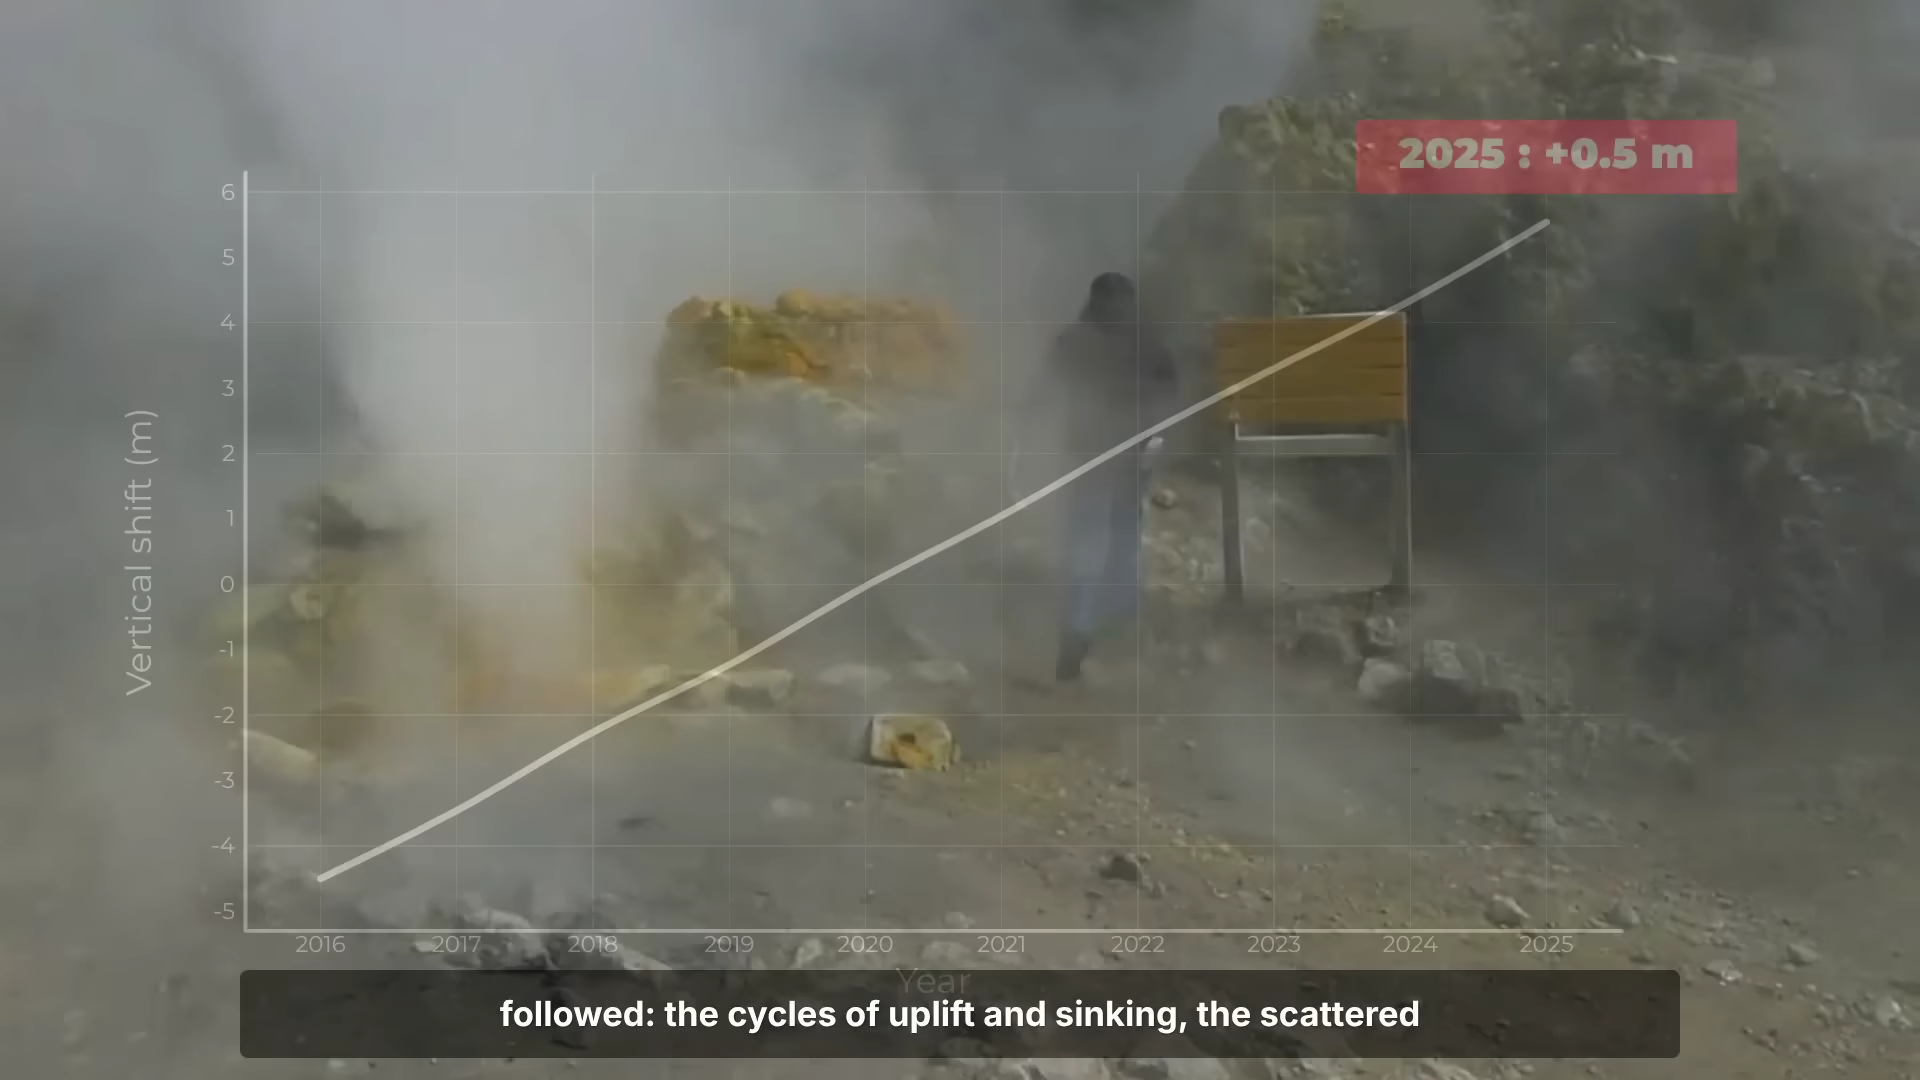 2025 : +0.5 m
Vertical shift (m)
6
5
4
3
2
1
0
-1
-2
-3
-4
-5
2016 2017 2018 2019 2020 2021 2022 2023 2024 2025
Year
followed: the cycles of uplift and sinking, the scattered